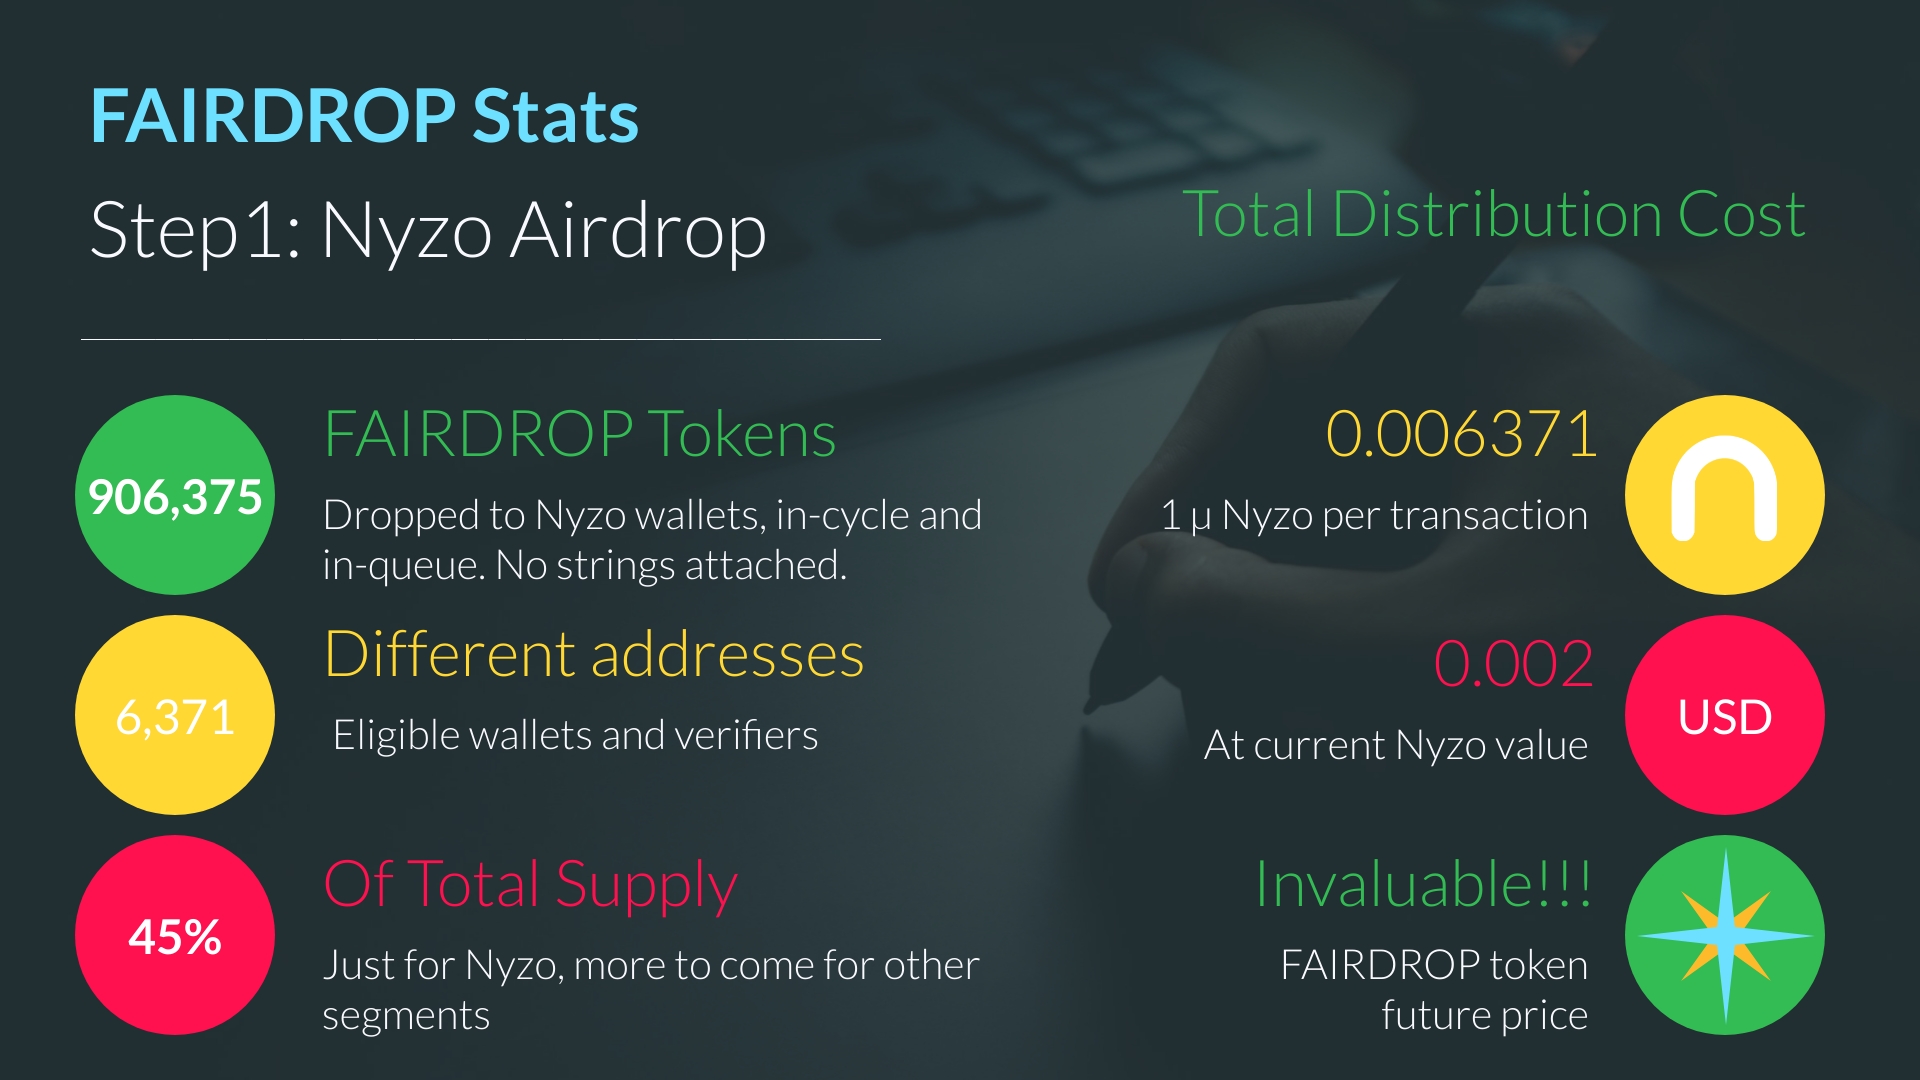 FAIRDROP Stats
Step1: Nyzo Airdrop
906,375
FAIRDROP Tokens
Dropped to Nyzo wallets, in-cycle and
in-queue. No strings attached.
6,371
Different addresses
Eligible wallets and verifiers
45%
Of Total Supply
Just for Nyzo, more to come for other
segments
Total Distribution Cost
0.006371
1 µ Nyzo per transaction
0.002
At current Nyzo value
USD
Invaluable!!!
FAIRDROP token
future price